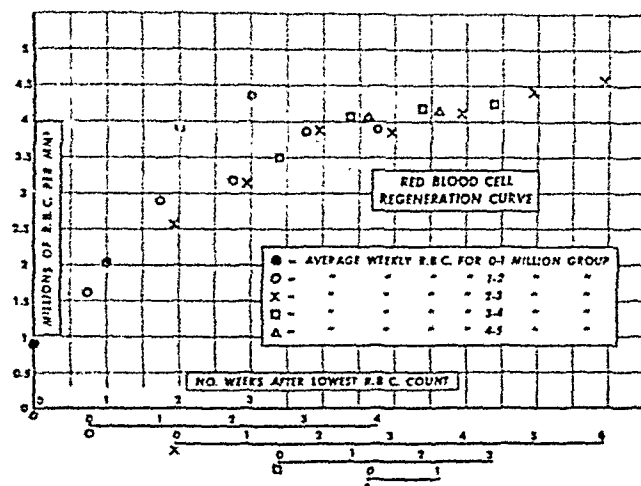 5
4.5
4
3.5
3
2.5
2
1.5
1
0.5
0
MILLIONS OF R.B.C. PER MM³
RED BLOOD CELL
REGENERATION CURVE
● = AVERAGE WEEKLY R.B.C. FOR 0-1 MILLION GROUP
○ = " " " " 1-2 " "
× = " " " " 2-3 " "
□ = " " " " 3-4 " "
△ = " " " " 4-5 " "
NO. WEEKS AFTER LOWEST R.B.C. COUNT
0 1 2 3
0 1 2 3 4
0 1 2 3 4 5 6
0 1 2 3
0 1